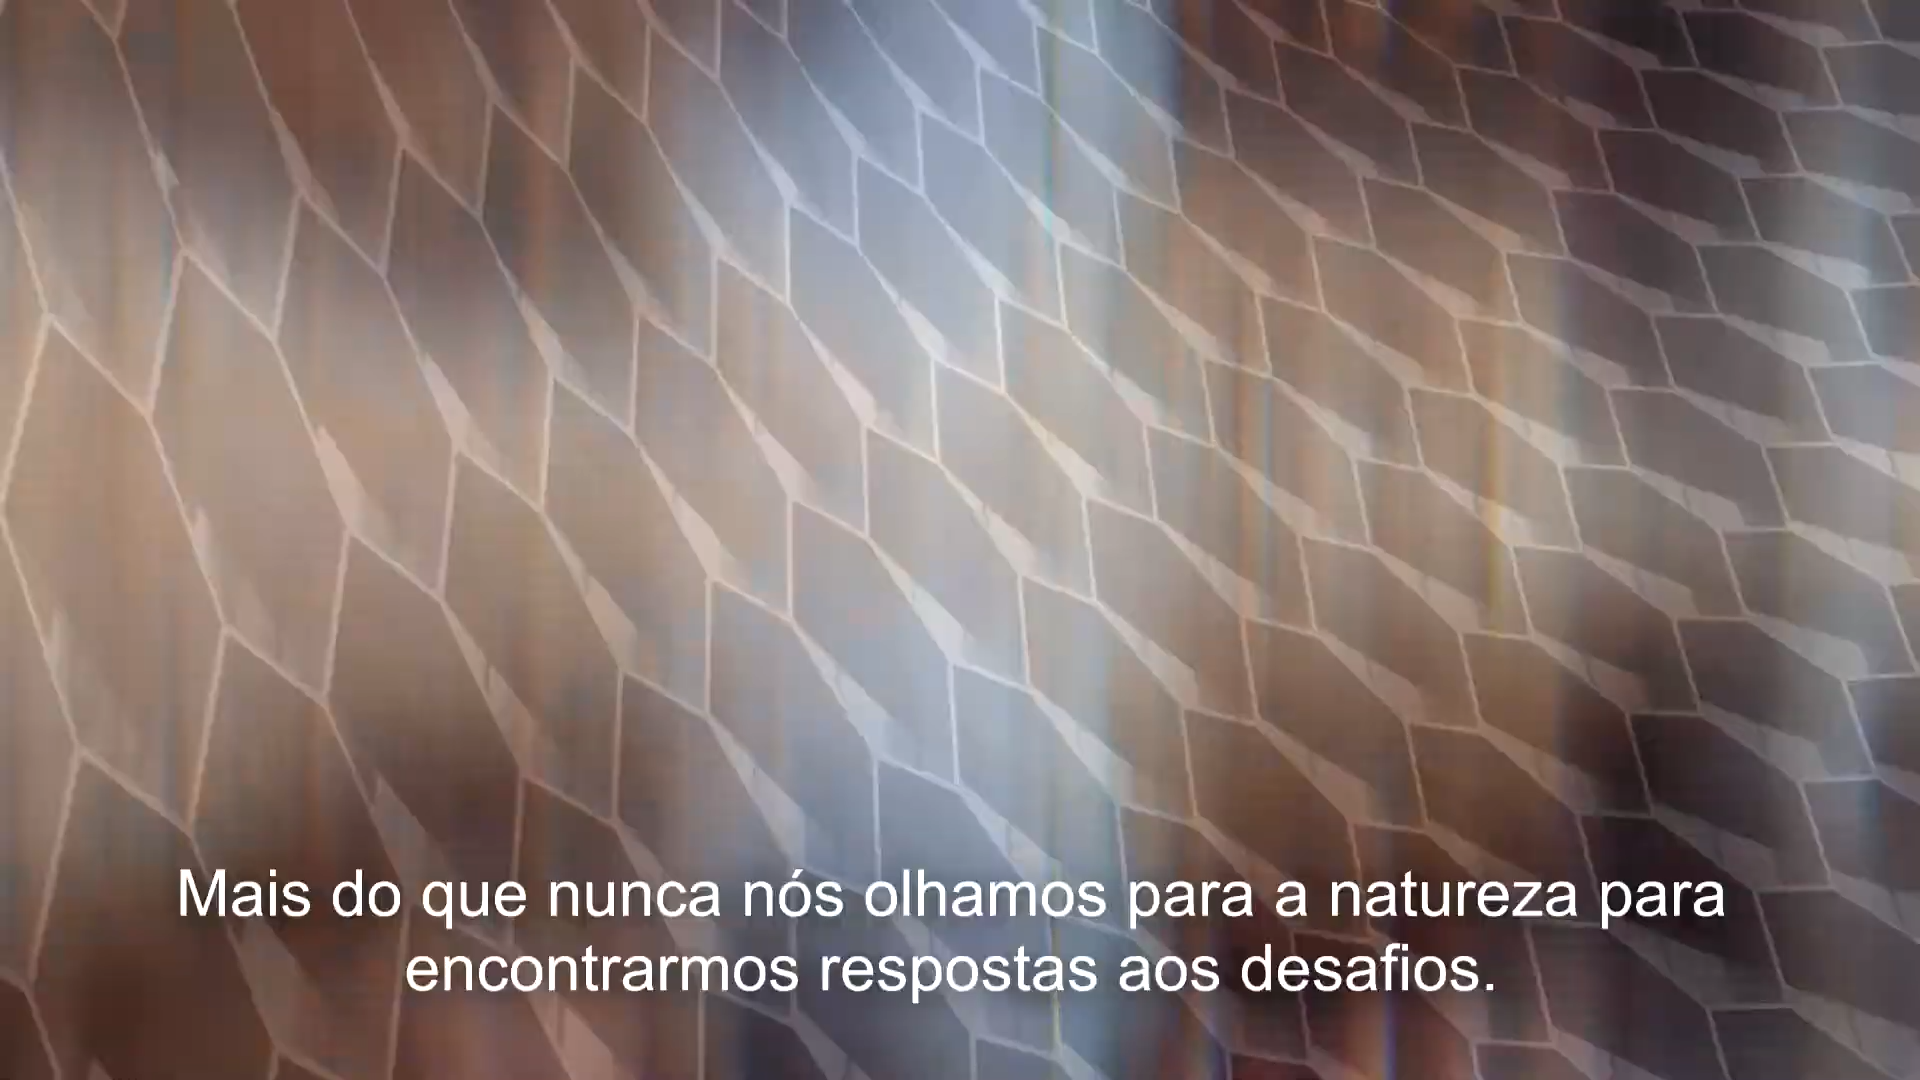 Mais do que nunca nós olhamos para a natureza para
encontrarmos respostas aos desafios.